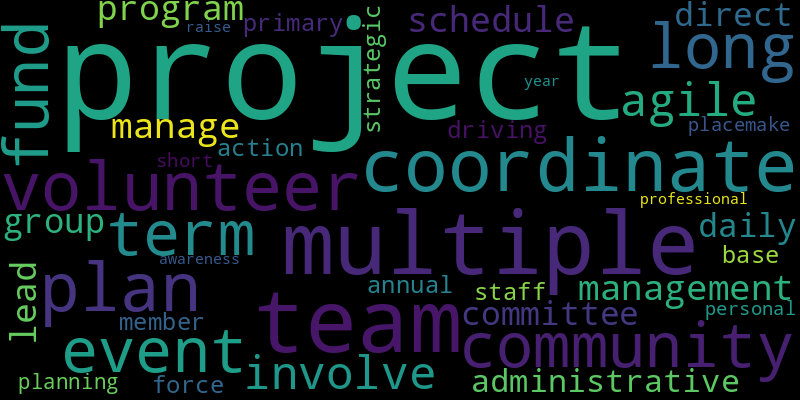 program
raise
primary
strategic
schedule
direct
fund
project
long
year
agile
manage
driving
placemake
action
short
volunteer
coordinate
professional
group
term
multiple
daily
awareness
base
lead
plan
annual
staff
management
team
member
committee
personal
event
community
planning
force
involve
administrative